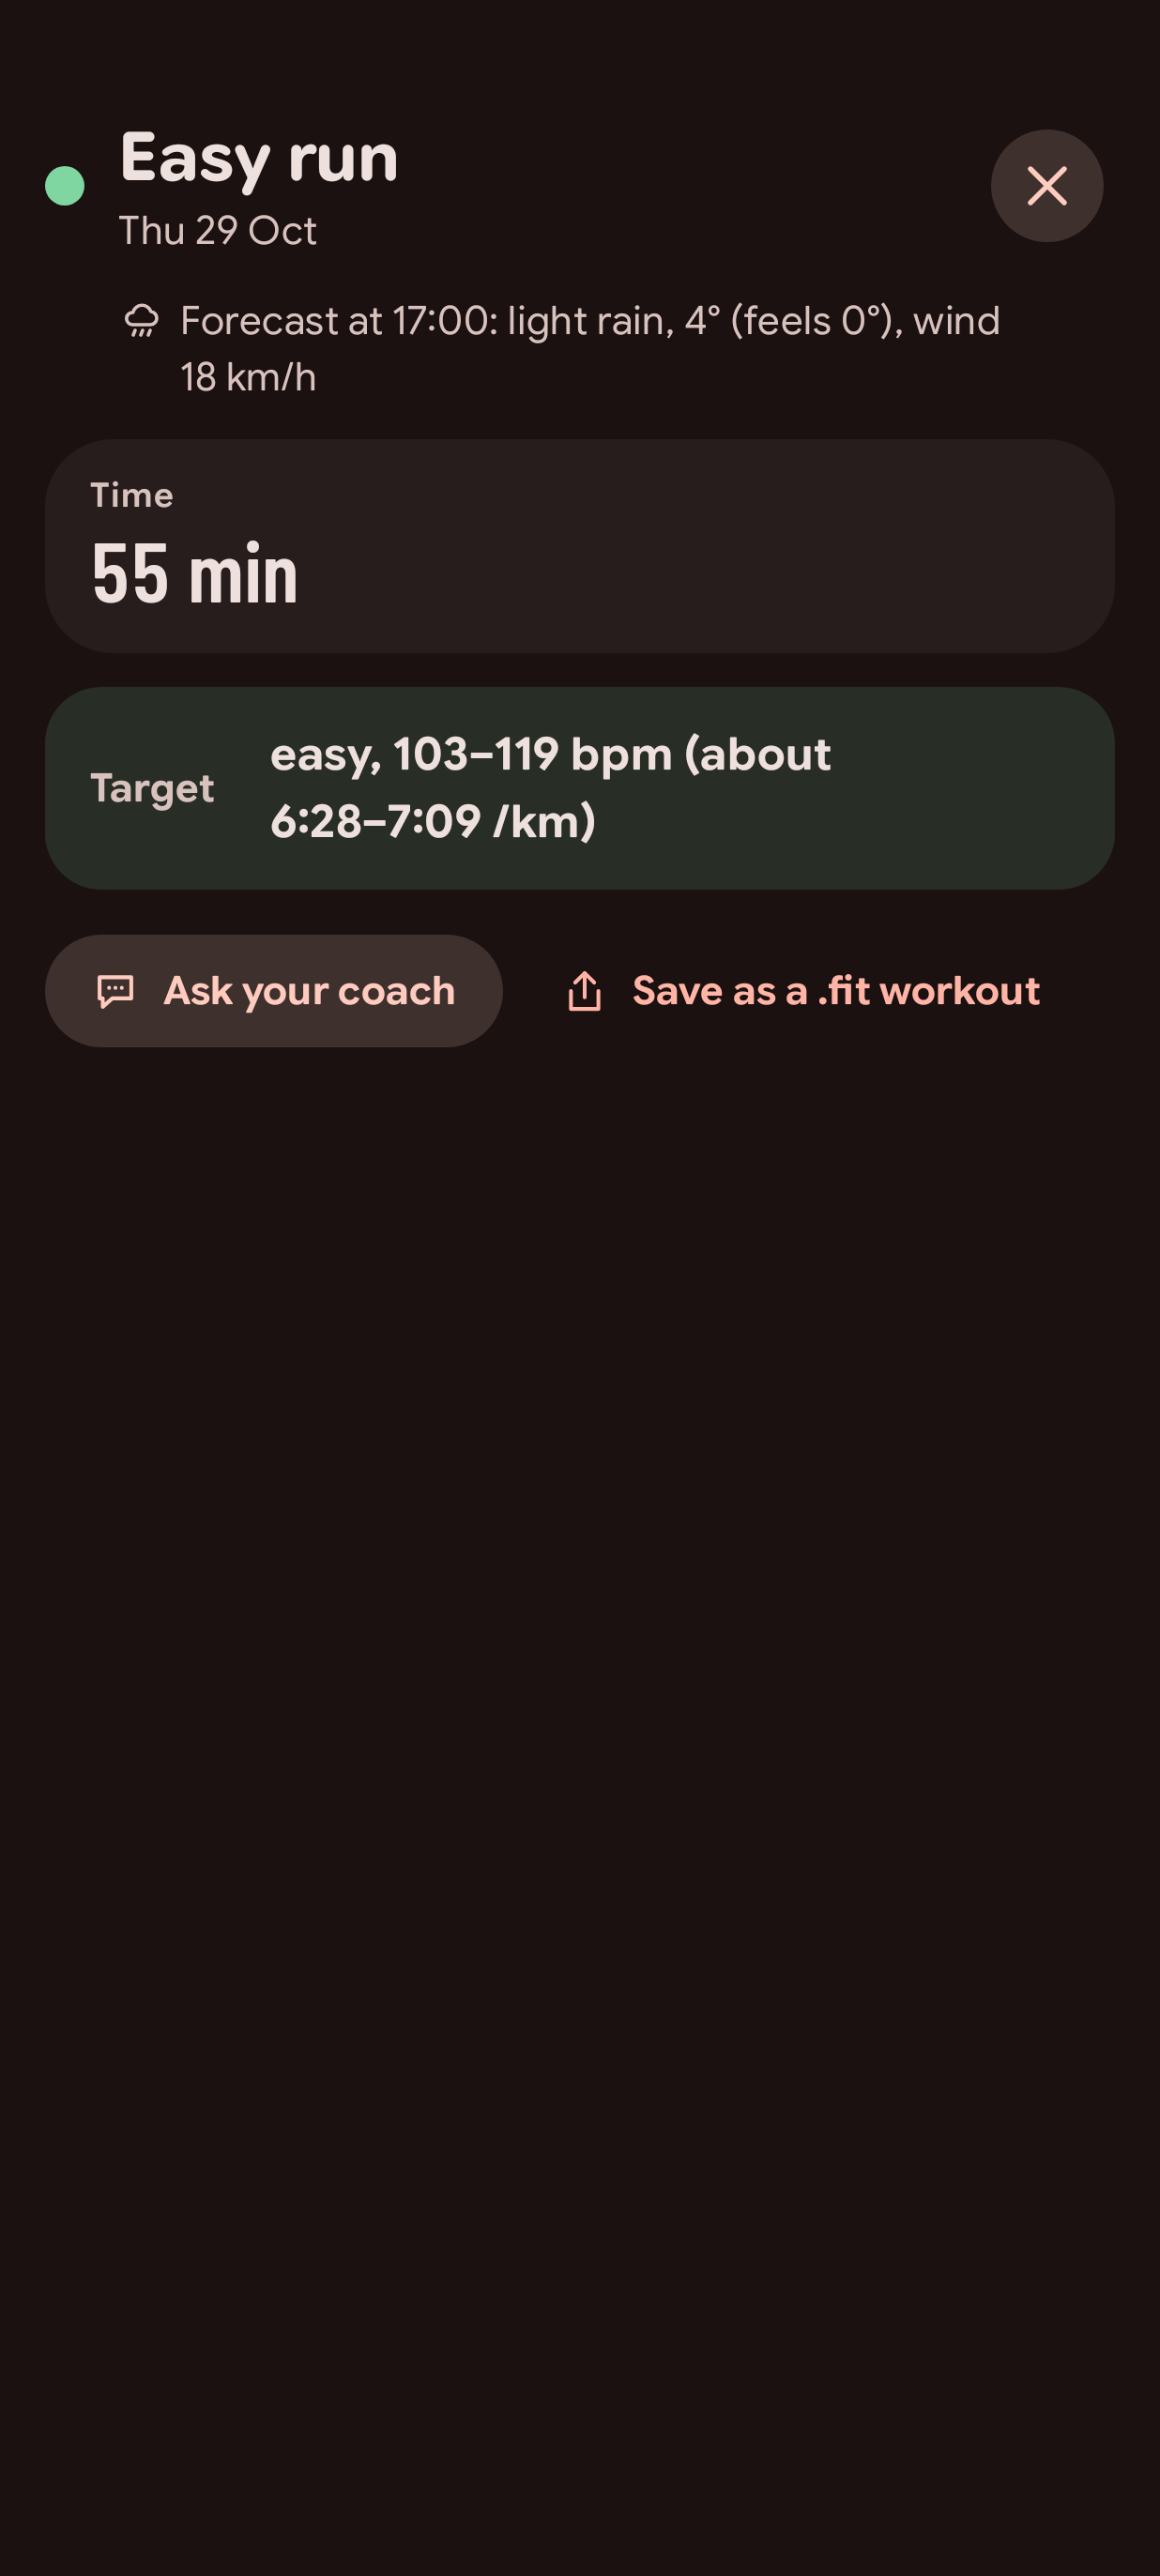 Easy run
Thu 29 Oct
Forecast at 17:00: light rain, 4° (feels 0°), wind
18 km/h
Time
55 min
Target
easy, 103–119 bpm (about
6:28–7:09 /km)
Ask your coach
Save as a .fit workout